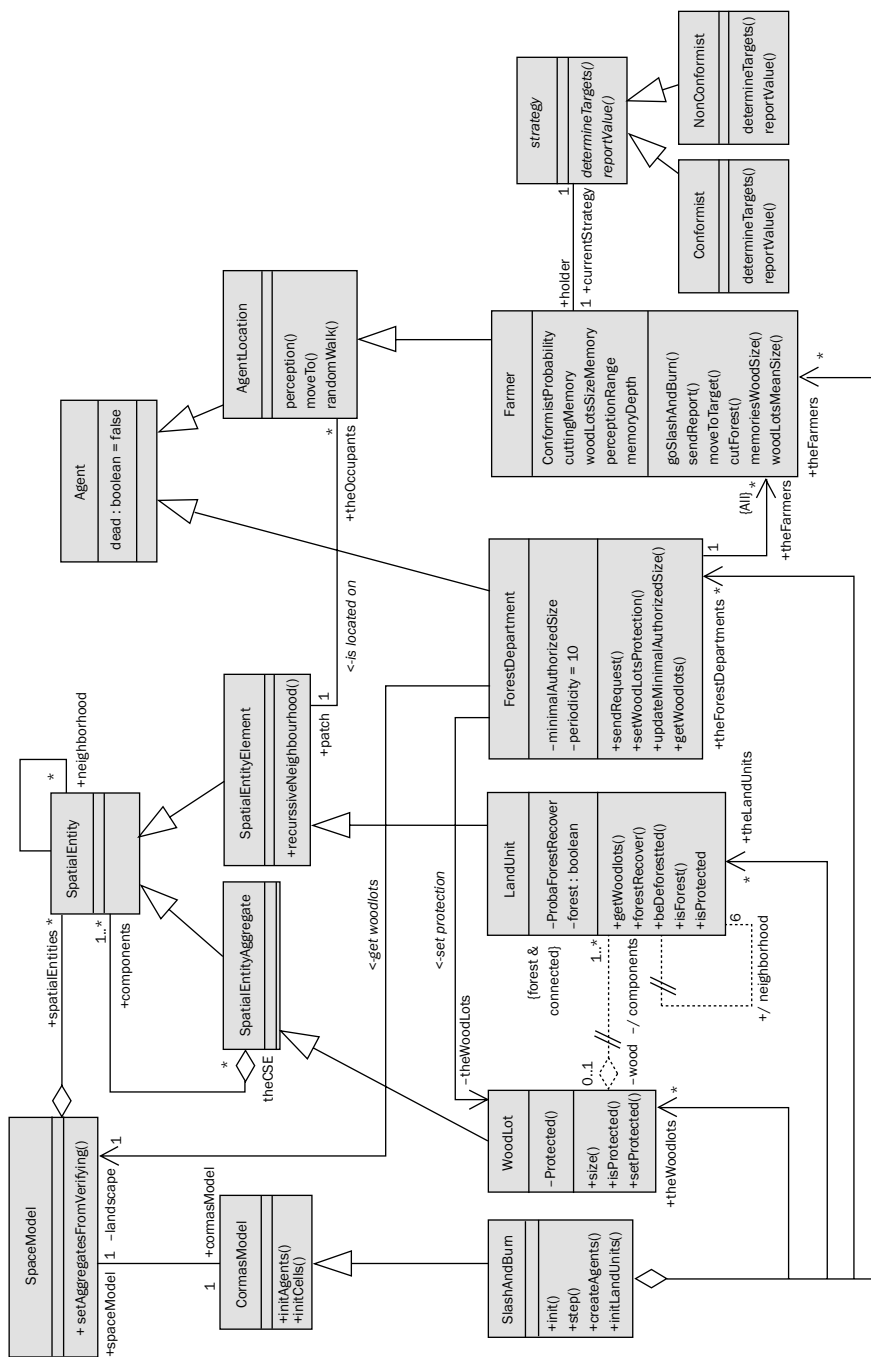 SpaceModel
+ setAggregatesFromVerifying()
+spaceModel
1
–landscape
1
+spatialEntities *
SpatialEntity
*
+neighborhood
1..*
+components
*
theCSE
SpatialEntityAggregate
SpatialEntityElement
+recurssiveNeighbourhood()
+patch
1
<-is located on
*
+theOccupants
Agent
dead : boolean = false
AgentLocation
perception()
moveTo()
randomWalk()
+cormasModel
1
CormasModel
+initAgents()
+initCells()
<-get woodlots
<-set protection
–theWoodLots
SlashAndBurn
+init()
+step()
+createAgents()
+initLandUnits()
WoodLot
–Protected()
+size()
+isProtected()
+setProtected()
0..1
–wood
–/ components
1..*
{forest &
connected}
*
+theWoodlots
LandUnit
–ProbaForestRecover
–forest : boolean
+getWoodlots()
+forestRecover()
+beDeforestted()
+isForest()
+isProtected
6
+/ neighborhood
*
+theLandUnits
ForestDepartment
–minimalAuthorizedSize
–periodicity = 10
+sendRequest()
+setWoodLotsProtection()
+updateMinimalAuthorizedSize()
+getWoodlots()
+theForestDepartments *
1
{All}
*
+theFarmers
Farmer
ConformistProbability
cuttingMemory
woodLotsSizeMemory
perceptionRange
memoryDepth
goSlashAndBurn()
sendReport()
moveToTarget()
cutForest()
memoriesWoodSize()
woodLotsMeanSize()
*
+theFarmers
+holder
1
+currentStrategy
1
strategy
determineTargets()
reportValue()
Conformist
determineTargets()
reportValue()
NonConformist
determineTargets()
reportValue()